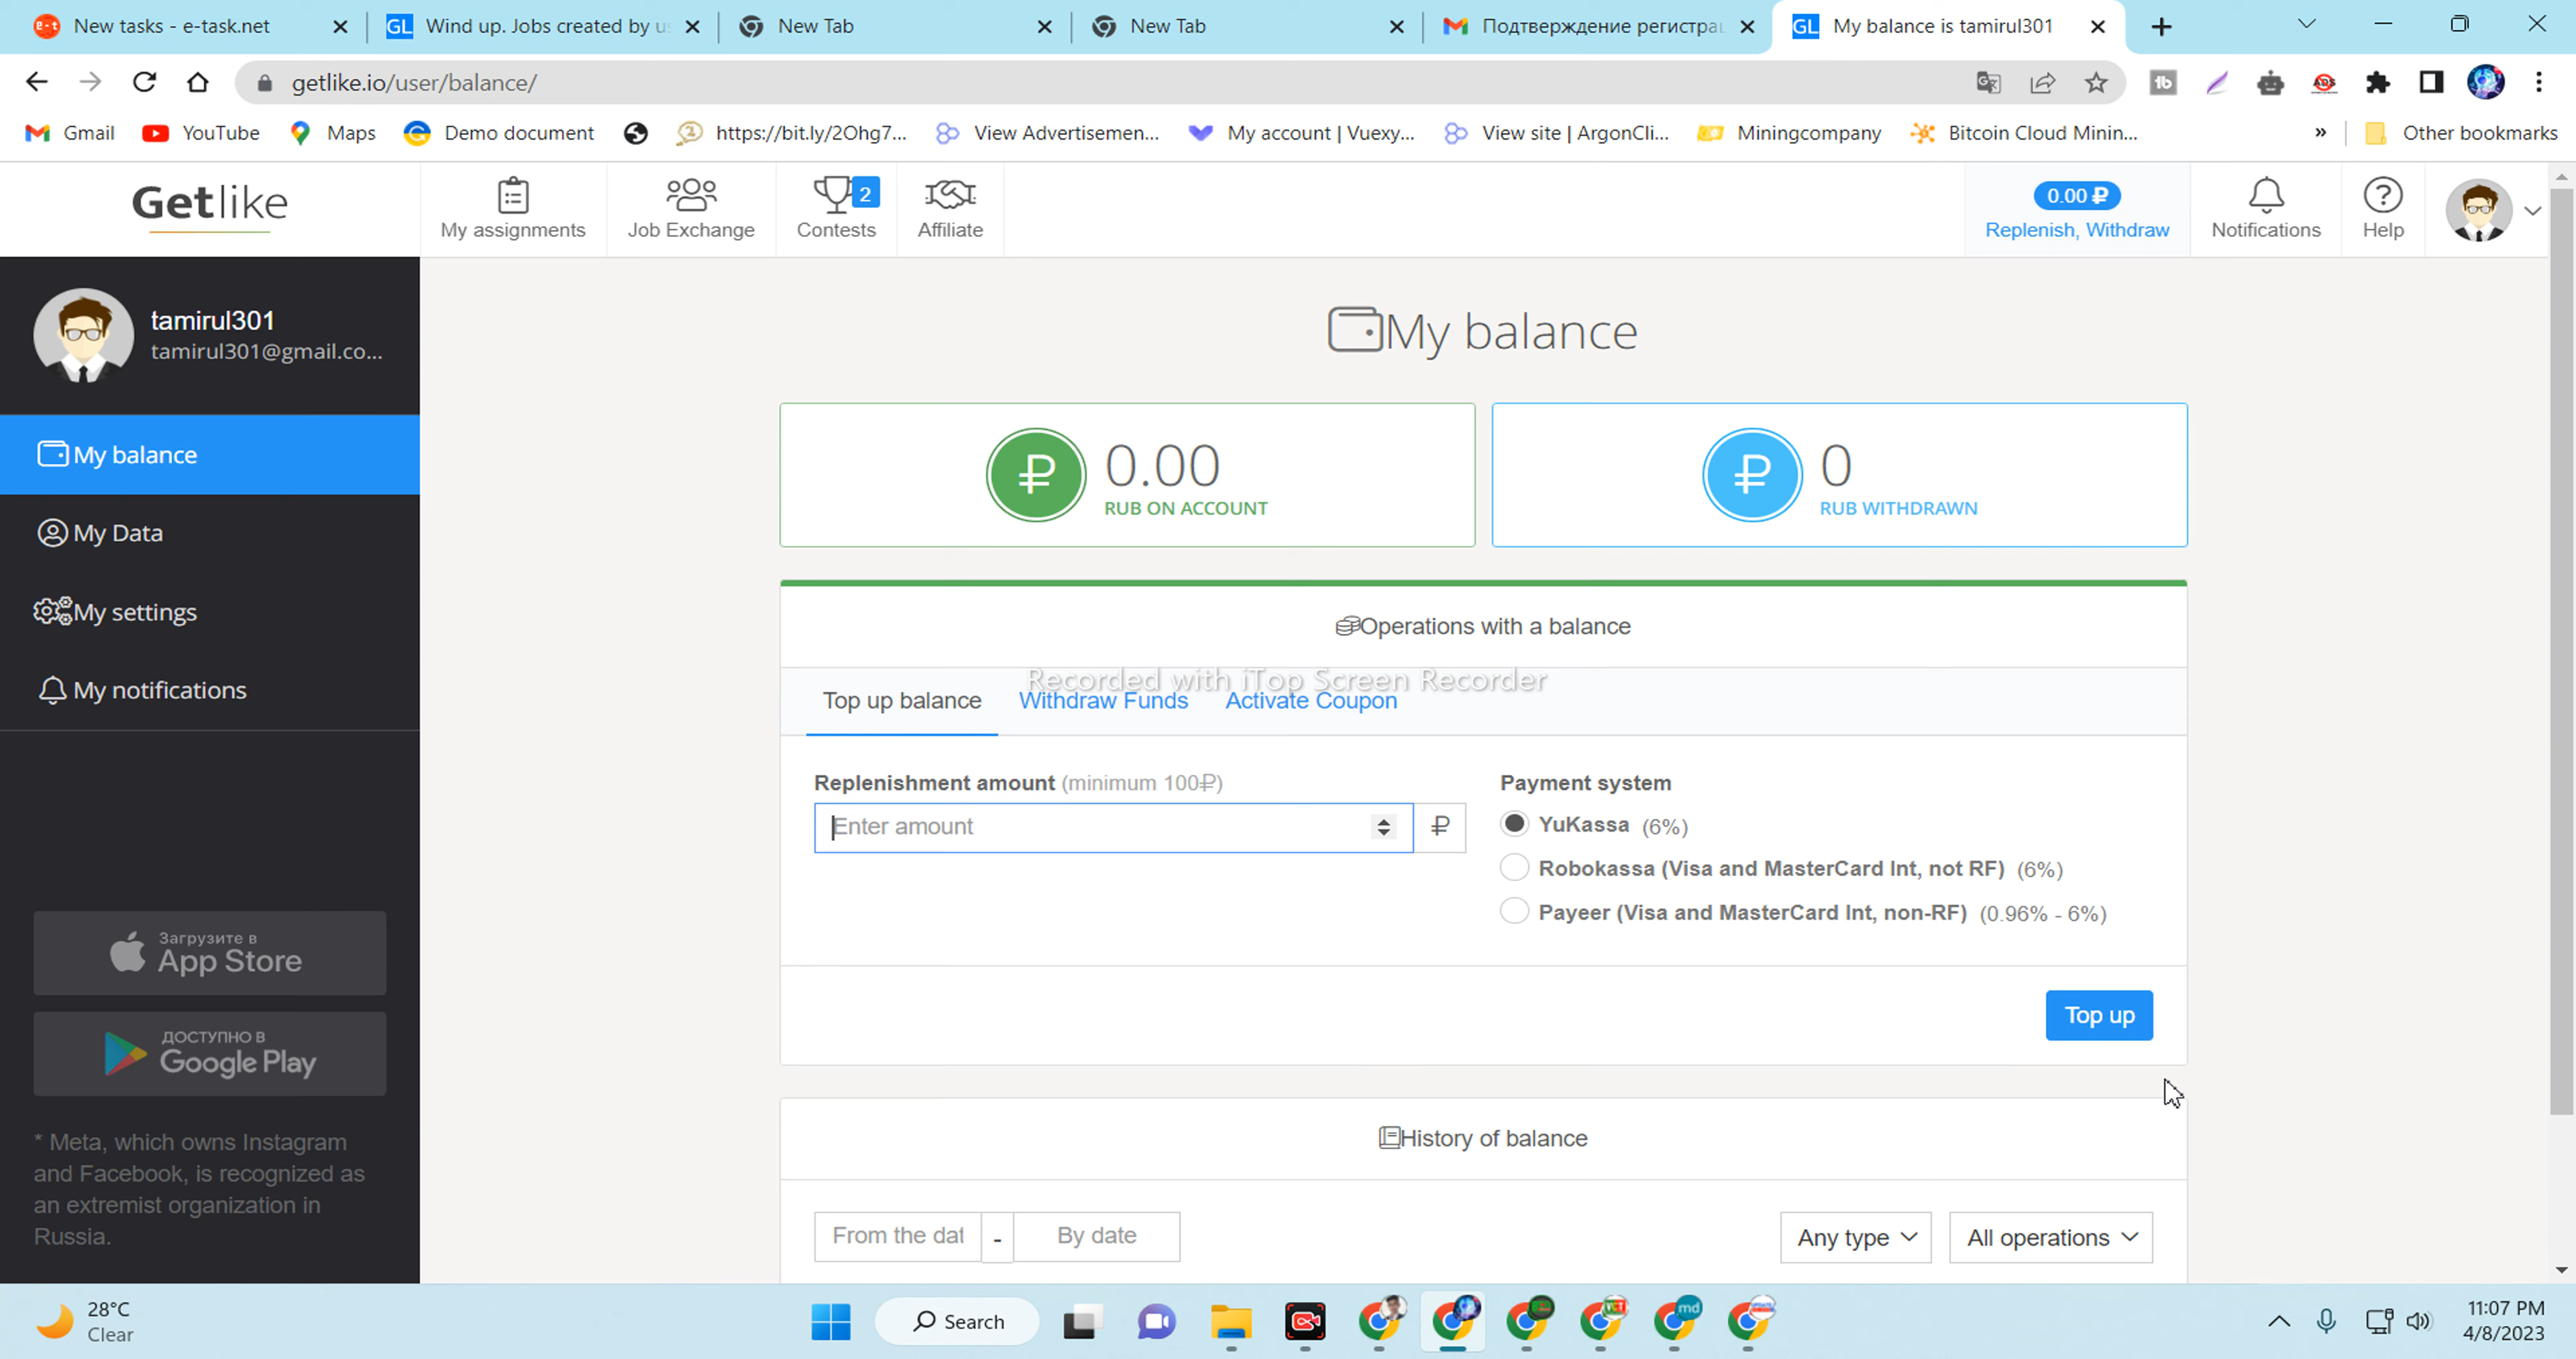 New tasks - e-task.net
Wind up. Jobs created by us
New Tab
New Tab
Подтверждение регистрац
My balance is tamirul301
getlike.io/user/balance/
Gmail
YouTube
Maps
Demo document
https://bit.ly/2Ohg7...
View Advertisemen...
My account | Vuexy...
View site | ArgonCli...
Miningcompany
Bitcoin Cloud Minin...
»
Other bookmarks
Getlike
My assignments
Job Exchange
2
Contests
Affiliate
0.00 ₽
Replenish, Withdraw
Notifications
Help
tamirul301
tamirul301@gmail.co...
My balance
My Data
My settings
My notifications
Загрузите в
App Store
ДОСТУПНО В
Google Play
* Meta, which owns Instagram
and Facebook, is recognized as
an extremist organization in
Russia.
My balance
₽ 0.00
RUB ON ACCOUNT
₽ 0
RUB WITHDRAWN
Operations with a balance
Recorded with iTop Screen Recorder
Top up balance
Withdraw Funds
Activate Coupon
Replenishment amount (minimum 100₽)
Enter amount
₽
Payment system
YuKassa (6%)
Robokassa (Visa and MasterCard Int, not RF) (6%)
Payeer (Visa and MasterCard Int, non-RF) (0.96% - 6%)
Top up
History of balance
From the dat - By date
Any type
All operations
28°C
Clear
Search
11:07 PM
4/8/2023